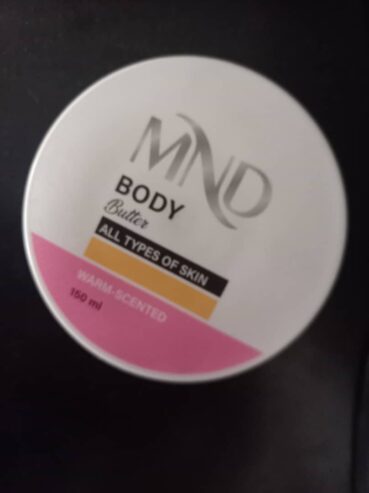 MND
BODY
Butter
ALL TYPES OF SKIN
WARM-SCENTED
150 ml